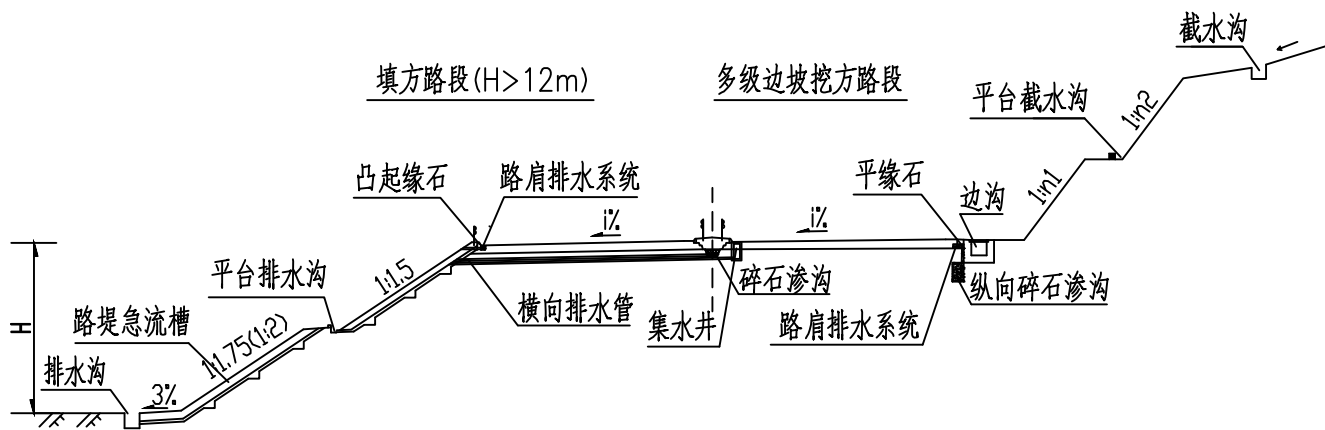 截水沟
填方路段(H>12m)
多级边坡挖方路段
平台截水沟
1:n2
凸起缘石
路肩排水系统
平缘石
1:n1
边沟
i%
i%
平台排水沟
1:1.5
碎石渗沟
纵向碎石渗沟
横向排水管
集水井
路肩排水系统
H
路堤急流槽
1:1.75(1:2)
排水沟
3%